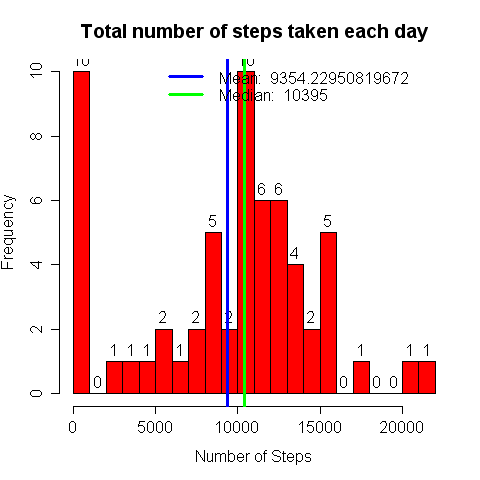 Total number of steps taken each day
10 10
Mean: 9354.22950819672
Median: 10395
Frequency
0 2 4 6 8 10
0 1 1 1 2 1 2 5 2 6 6 4 2 5 0 1 0 0 1 1
0 5000 10000 15000 20000
Number of Steps